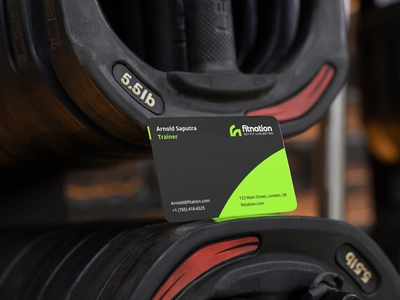 5.5lb
Arnold Saputra
Trainer
fitnation
Arnold@fitation.com
+1 (765) 418-6525
123 Main Street, London, UK
fitnation.com
5.5lb